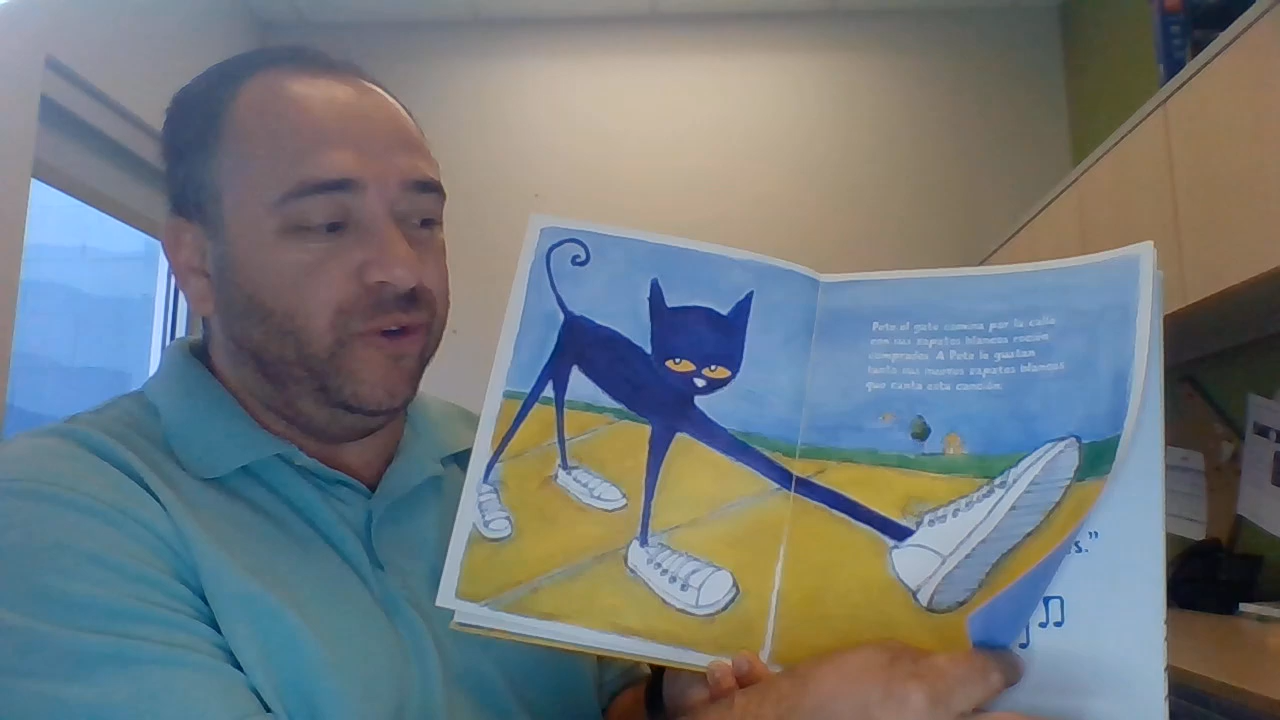 Pete el gato camina por la calle
con sus zapatos blancos recién
comprados. A Pete le gustan
tanto sus nuevos zapatos blancos
que canta esta canción:
s."